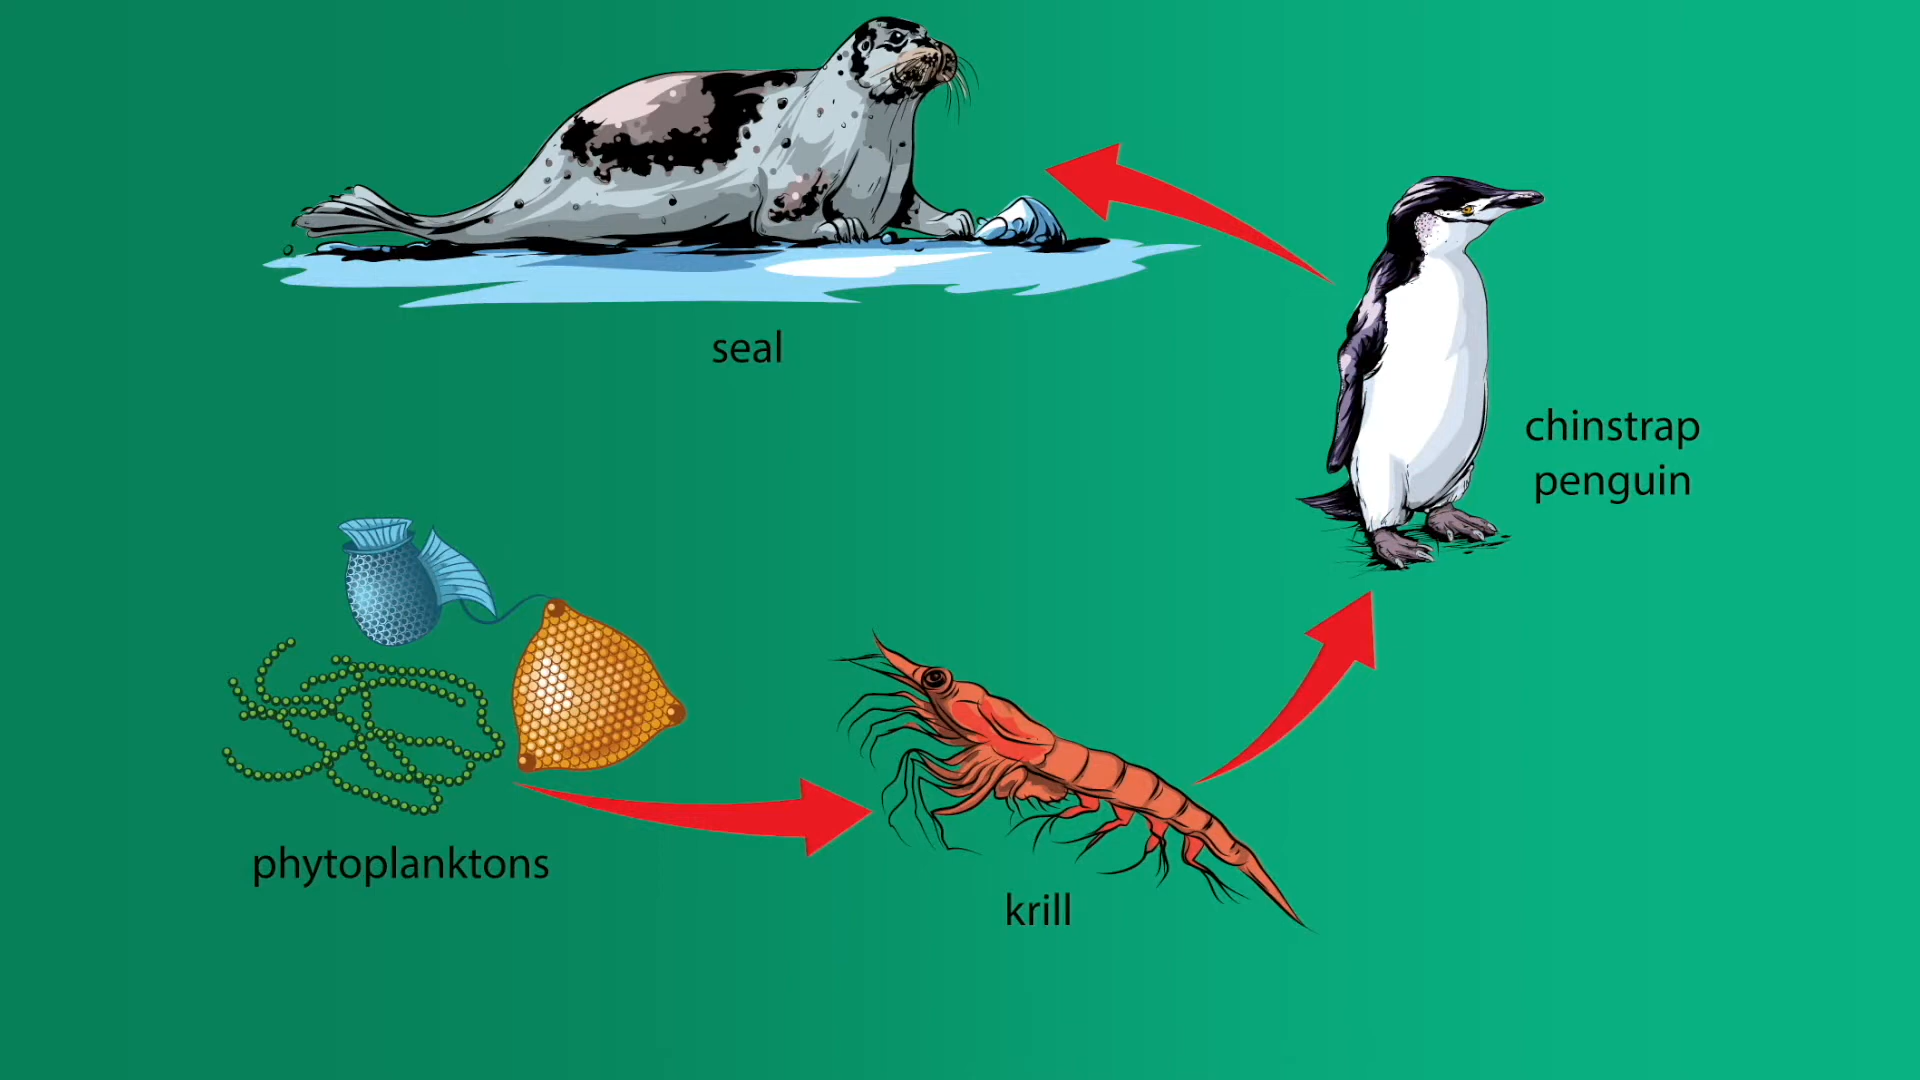 seal
chinstrap
penguin
phytoplanktons
krill